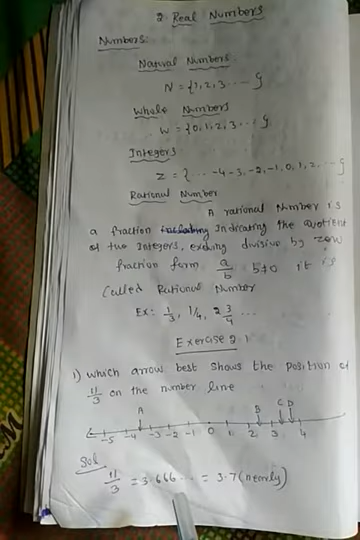 2. Real Numbers
Numbers:
Natural Numbers
N = {1, 2, 3 ---- }
Whole Numbers
W = {0, 1, 2, 3 --- }
Integers
Z = { ... -4 -3, -2, -1, 0, 1, 2, --- }
Rational Number
A rational Number is
a fraction Indicating the quotient
of two Integers, exluding divisive by zero
fraction form a/b b≠0 it is
Called Rational Number
Ex: 1/3, 1/4, 2 3/4 ...
Exercise 2.1
1) which arrow best shows the position of
11/3 on the number line
A B C D
-5 -4 -3 -2 -1 0 1 2 3 4
Sol
11/3 = 3.666 ... = 3.7 (nearly)